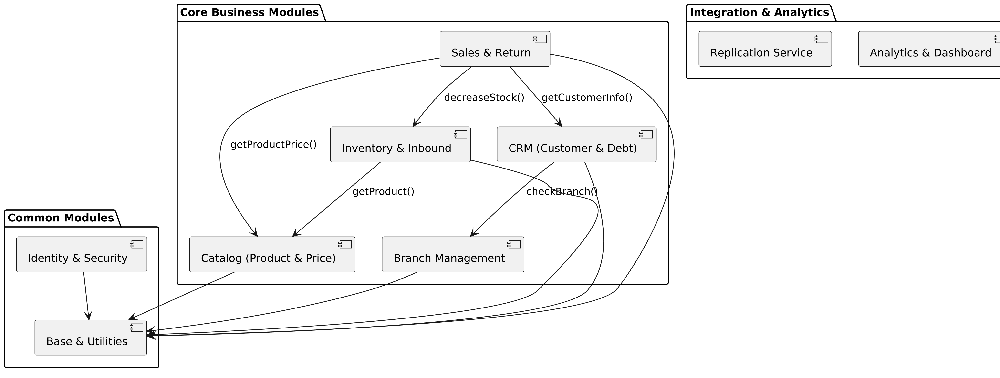 Core Business Modules
Integration & Analytics
Sales & Return
Replication Service
Analytics & Dashboard
decreaseStock()
getCustomerInfo()
getProductPrice()
Inventory & Inbound
CRM (Customer & Debt)
getProduct()
checkBranch()
Common Modules
Identity & Security
Catalog (Product & Price)
Branch Management
Base & Utilities